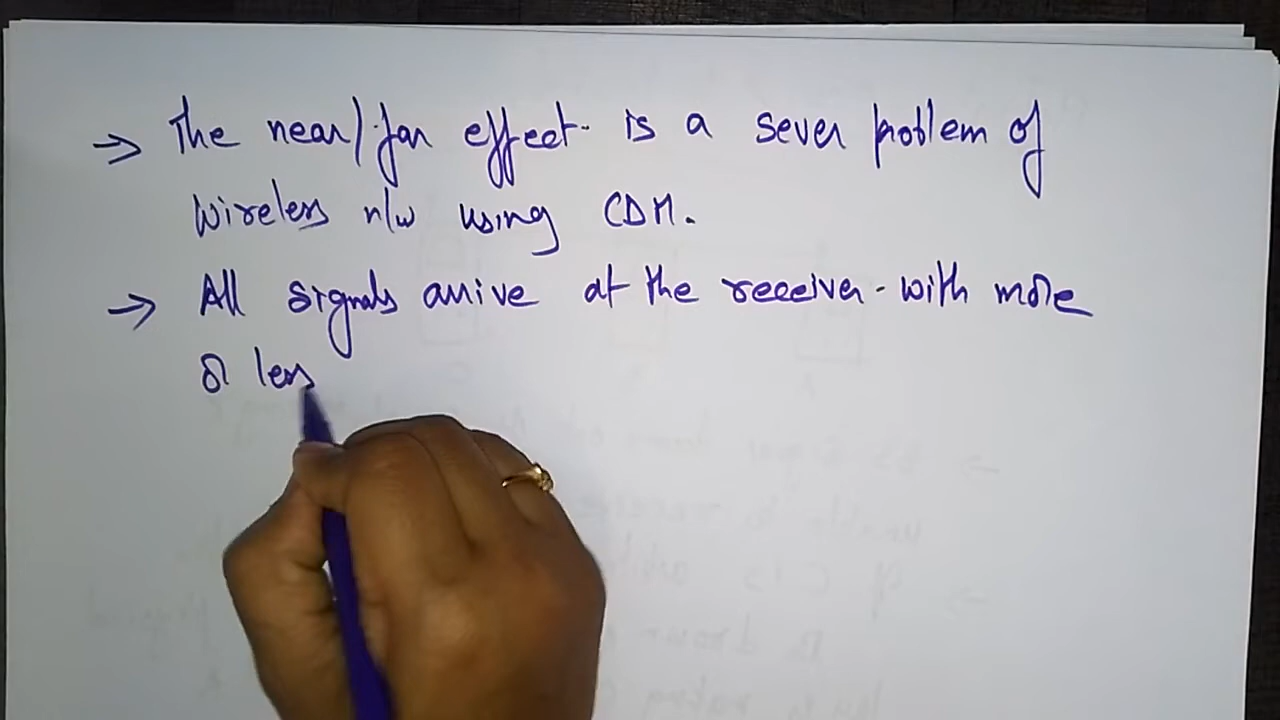 → The near/far effect is a sever problem of
wireless n/w using CDM.
→ All signals arrive at the receiver with more
or less